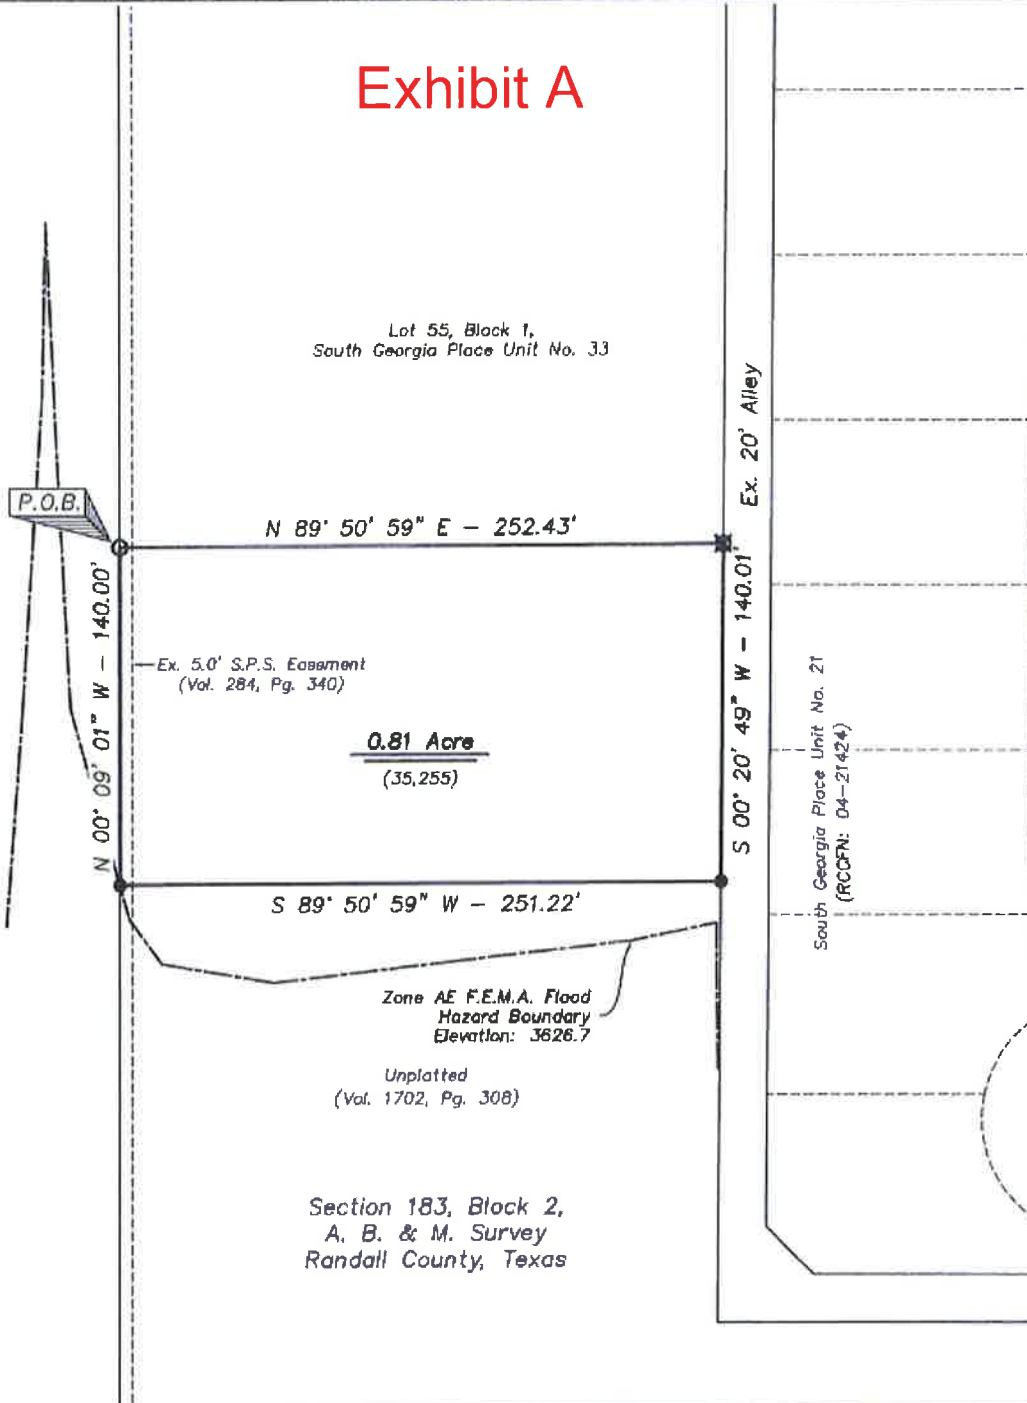 Exhibit A
Lot 55, Block 1,
South Georgia Place Unit No. 33
Ex. 20' Alley
P.O.B.
N 89° 50' 59" E - 252.43'
N 00° 09' 01" W - 140.00'
S 00° 20' 49" W - 140.01'
Ex. 5.0' S.P.S. Easement
(Vol. 284, Pg. 340)
0.81 Acre
(35,255)
South Georgia Place Unit No. 21
(RCCFN: 04-21424)
S 89° 50' 59" W - 251.22'
Zone AE F.E.M.A. Flood
Hazard Boundary
Elevation: 3626.7
Unplatted
(Vol. 1702, Pg. 308)
Section 183, Block 2,
A. B. & M. Survey
Randall County, Texas